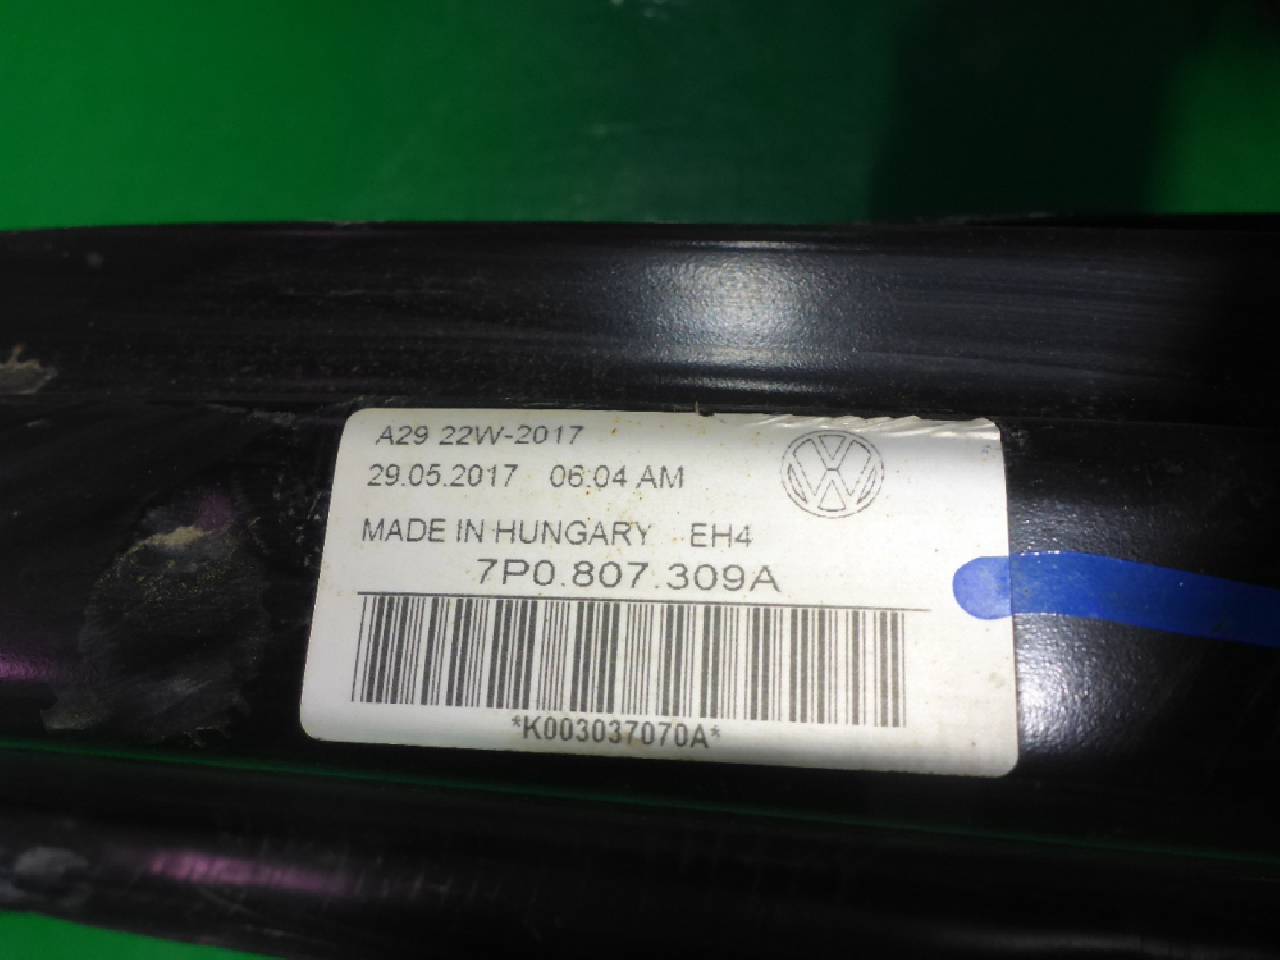 A29 22W-2017
29.05.2017 06:04 AM
MADE IN HUNGARY EH4
7P0.807.309A
*K003037070A*